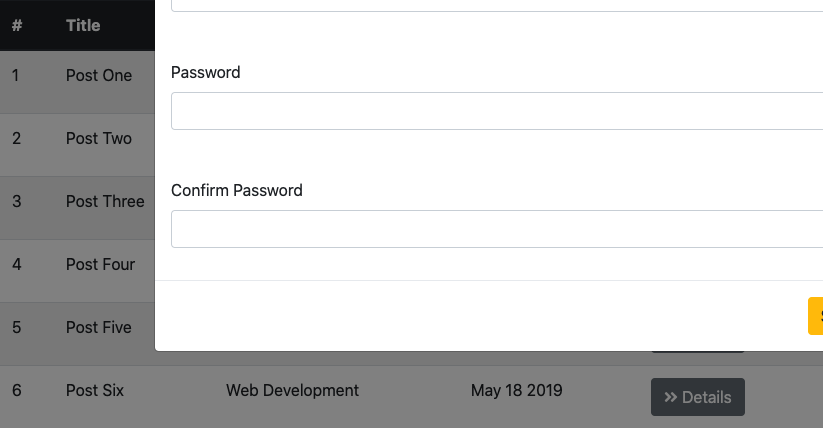 # Title
1 Post One
Password
2 Post Two
Confirm Password
3 Post Three
4 Post Four
5 Post Five
6 Post Six Web Development May 18 2019 Details